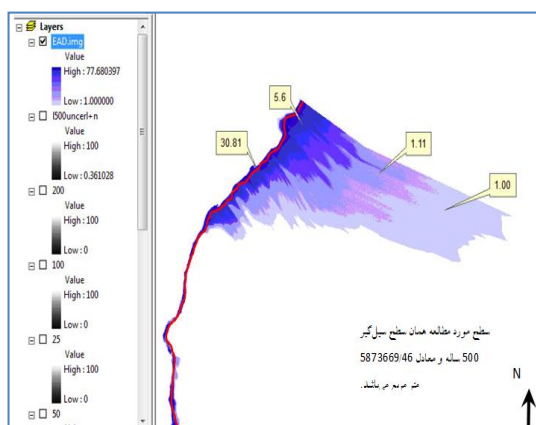 Layers
EAD.img
Value
High : 77.680397
Low : 1.000000
I500uncerl+n
Value
High : 100
Low : 0.361028
200
Value
High : 100
Low : 0
100
Value
High : 100
Low : 0
25
Value
High : 100
Low : 0
50
5.6
30.81
1.11
1.00
سطح مورد مطالعه همان سطح سیل‌گیر
500 ساله و معادل 5873669/46
متر مربع می‌باشد.
N